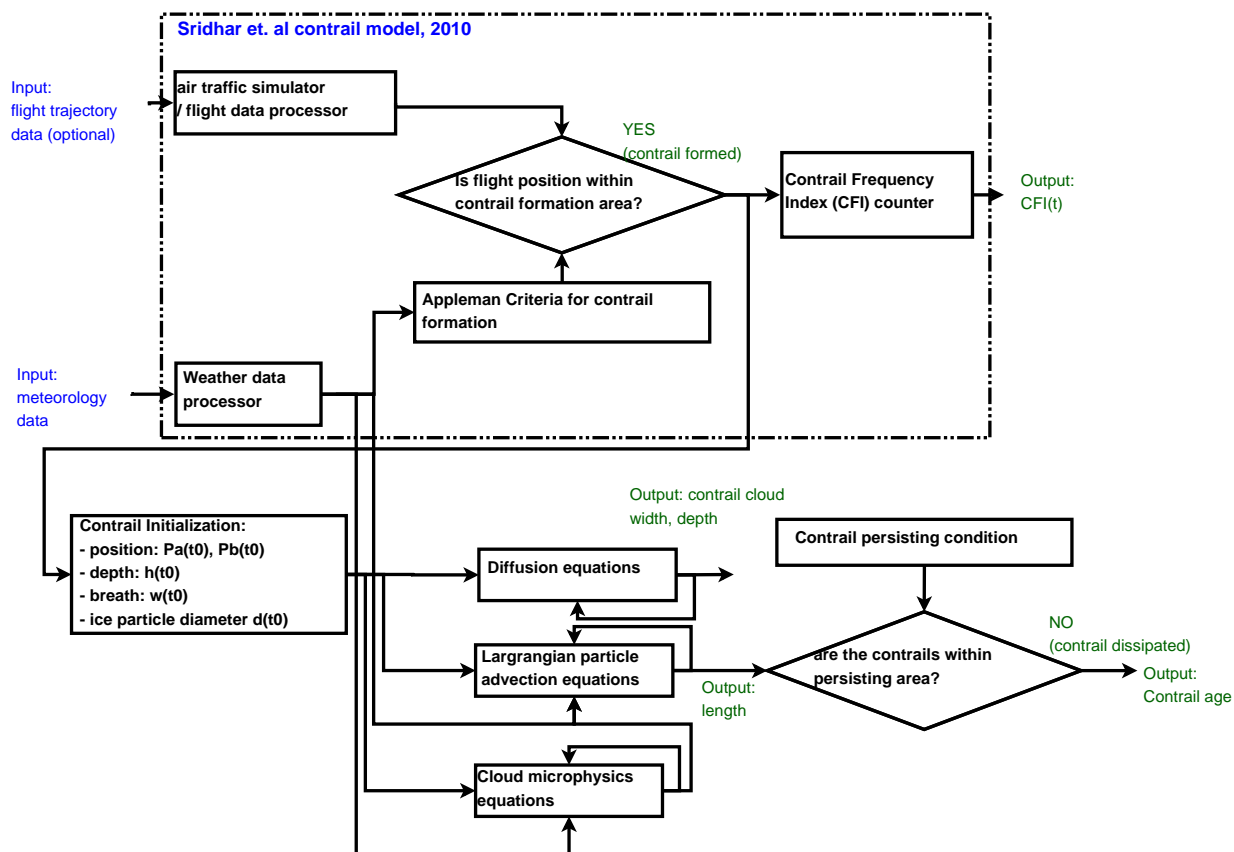 Sridhar et. al contrail model, 2010
Input:
flight trajectory
data (optional)
air traffic simulator
/ flight data processor
YES
(contrail formed)
Is flight position within
contrail formation area?
Contrail Frequency
Index (CFI) counter
Output:
CFI(t)
Appleman Criteria for contrail
formation
Input:
meteorology
data
Weather data
processor
Output: contrail cloud
width, depth
Contrail Initialization:
- position: Pa(t0), Pb(t0)
- depth: h(t0)
- breath: w(t0)
- ice particle diameter d(t0)
Diffusion equations
Contrail persisting condition
Largrangian particle
advection equations
Output:
length
are the contrails within
persisting area?
NO
(contrail dissipated)
Output:
Contrail age
Cloud microphysics
equations